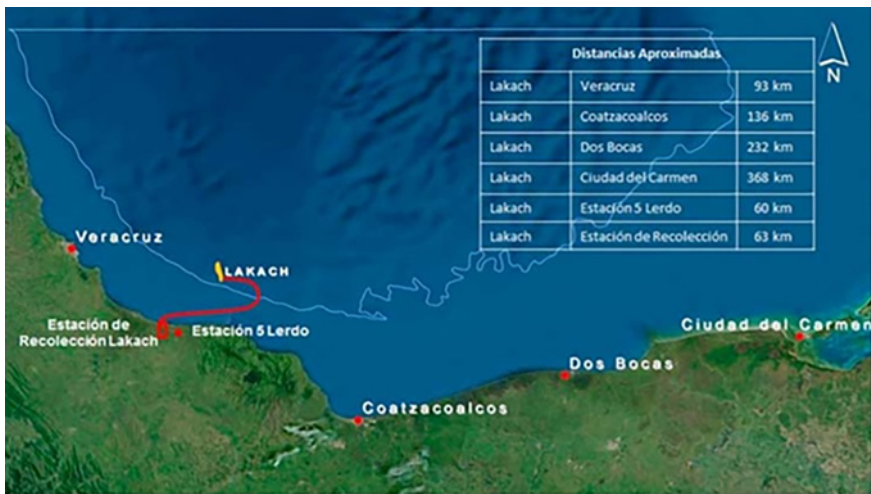 Distancias Aproximadas
Lakach Veracruz 93 km
Lakach Coatzacoalcos 136 km
Lakach Dos Bocas 232 km
Lakach Ciudad del Carmen 368 km
Lakach Estación 5 Lerdo 60 km
Lakach Estación de Recolección 63 km
N
Veracruz
LAKACH
Estación de
Recolección Lakach
Estación 5 Lerdo
Ciudad del Carmen
Dos Bocas
Coatzacoalcos